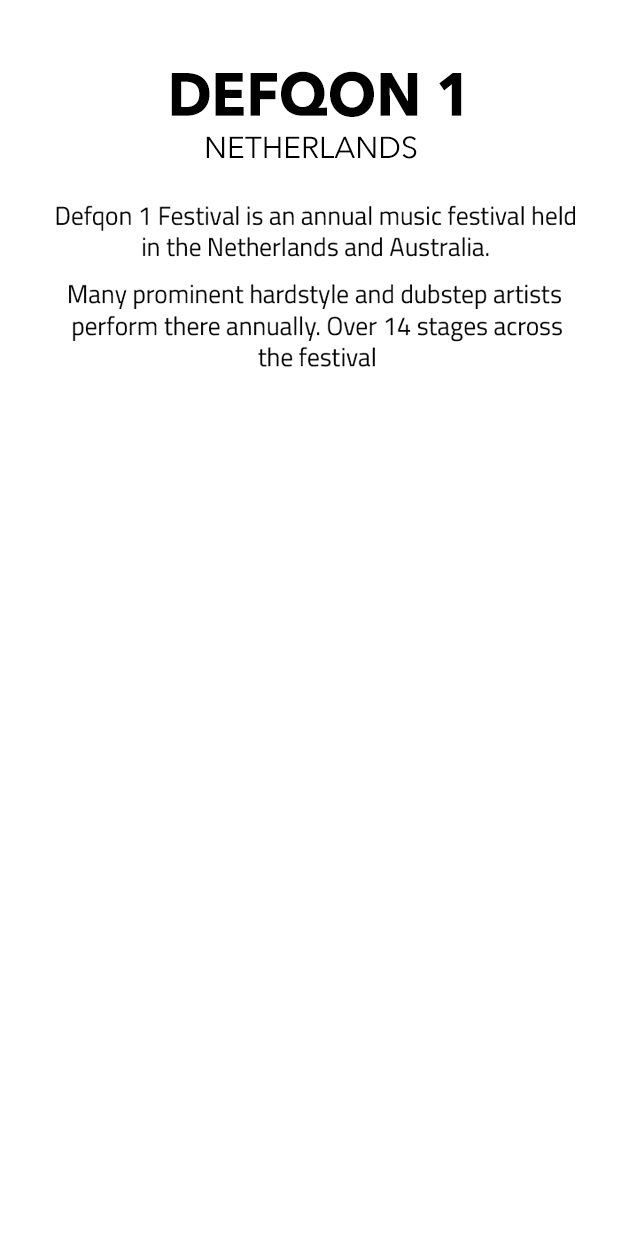 DEFQON 1
NETHERLANDS
Defqon 1 Festival is an annual music festival held
in the Netherlands and Australia.
Many prominent hardstyle and dubstep artists
perform there annually. Over 14 stages across
the festival